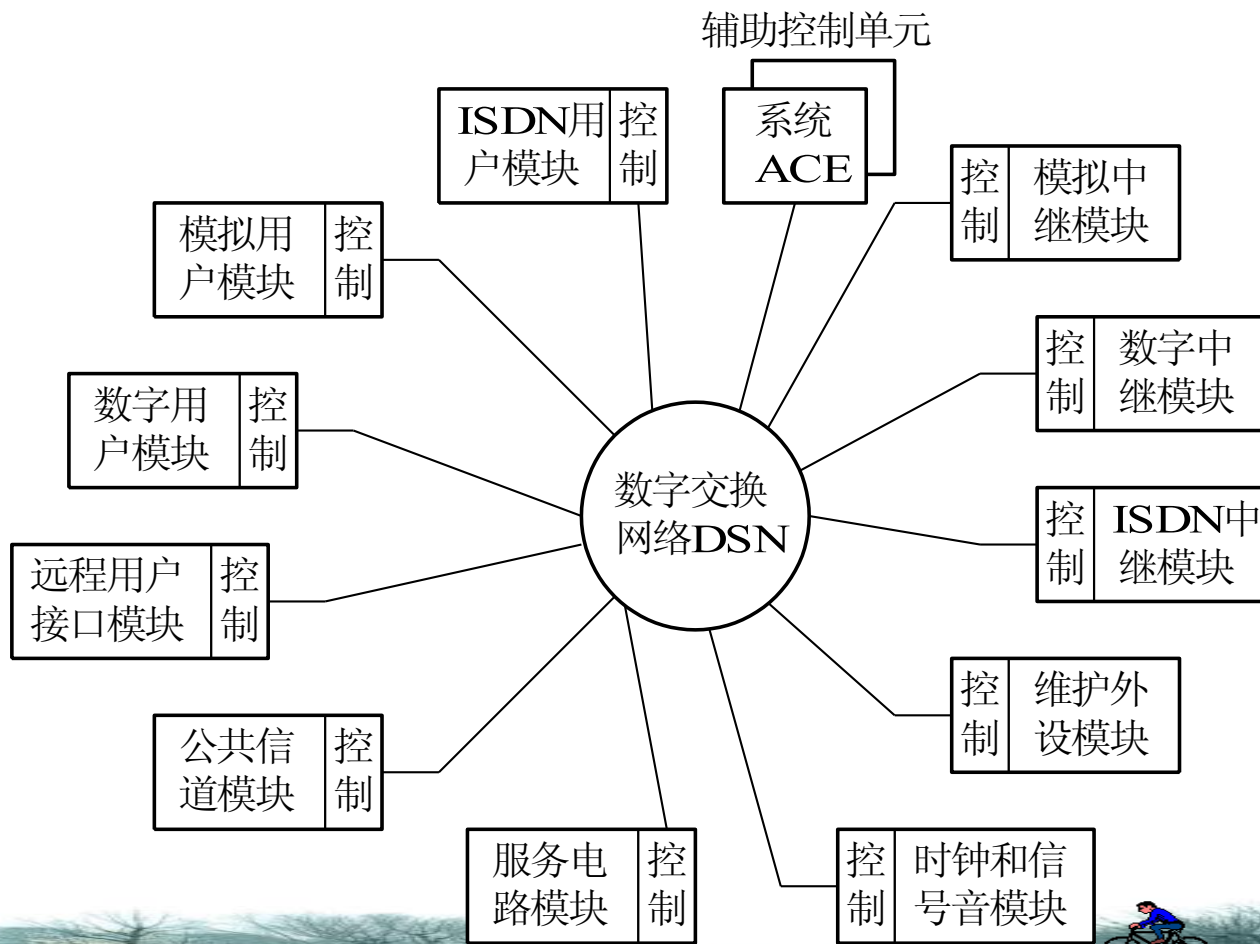 辅助控制单元
系统
ACE
ISDN用
户模块
控
制
控
制
模拟中
继模块
模拟用
户模块
控
制
控
制
数字中
继模块
数字用
户模块
控
制
数字交换
网络DSN
控
制
ISDN中
继模块
远程用户
接口模块
控
制
控
制
维护外
设模块
公共信
道模块
控
制
服务电
路模块
控
制
控
制
时钟和信
号音模块